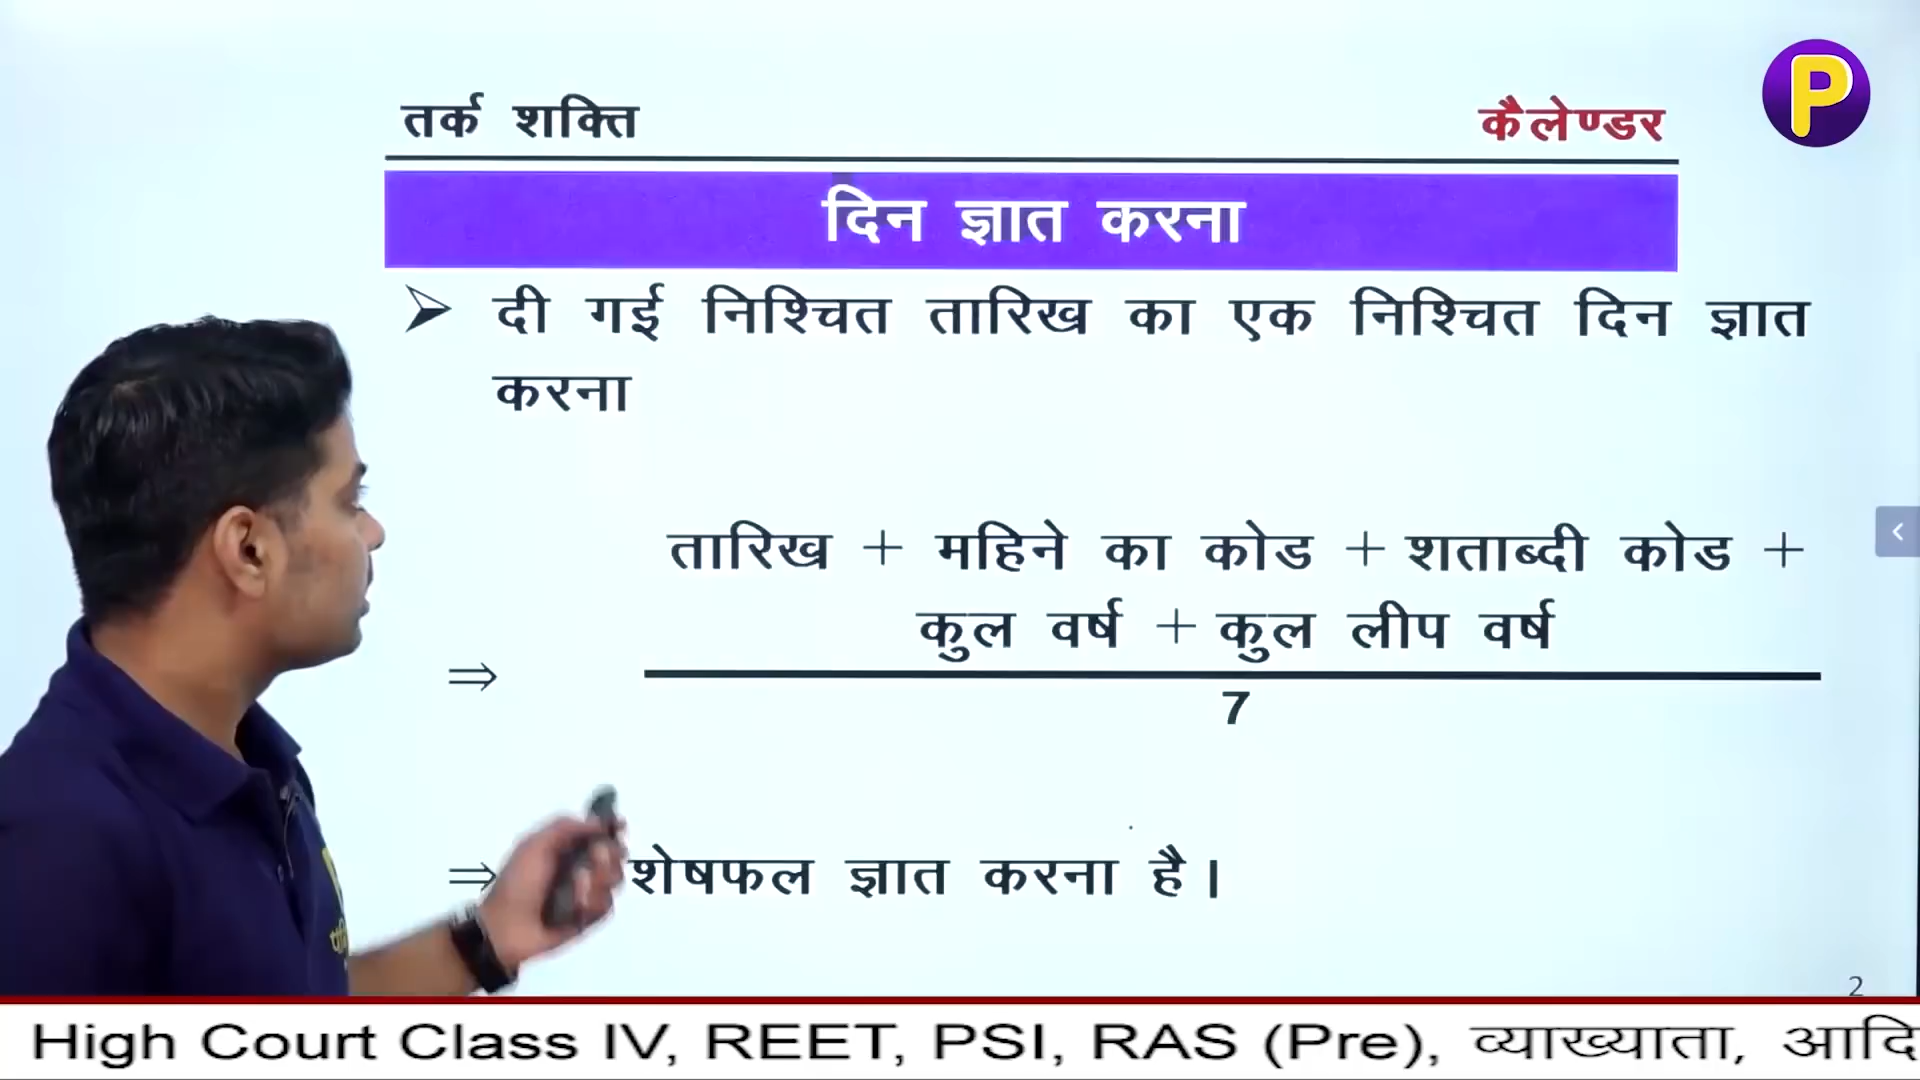 P
तर्क शक्ति
कैलेण्डर
दिन ज्ञात करना
➢ दी गई निश्चित तारिख का एक निश्चित दिन ज्ञात
करना
तारिख + महिने का कोड + शताब्दी कोड +
कुल वर्ष + कुल लीप वर्ष
⇒
7
⇒ शेषफल ज्ञात करना है।
2
High Court Class IV, REET, PSI, RAS (Pre), व्याख्याता, आदि